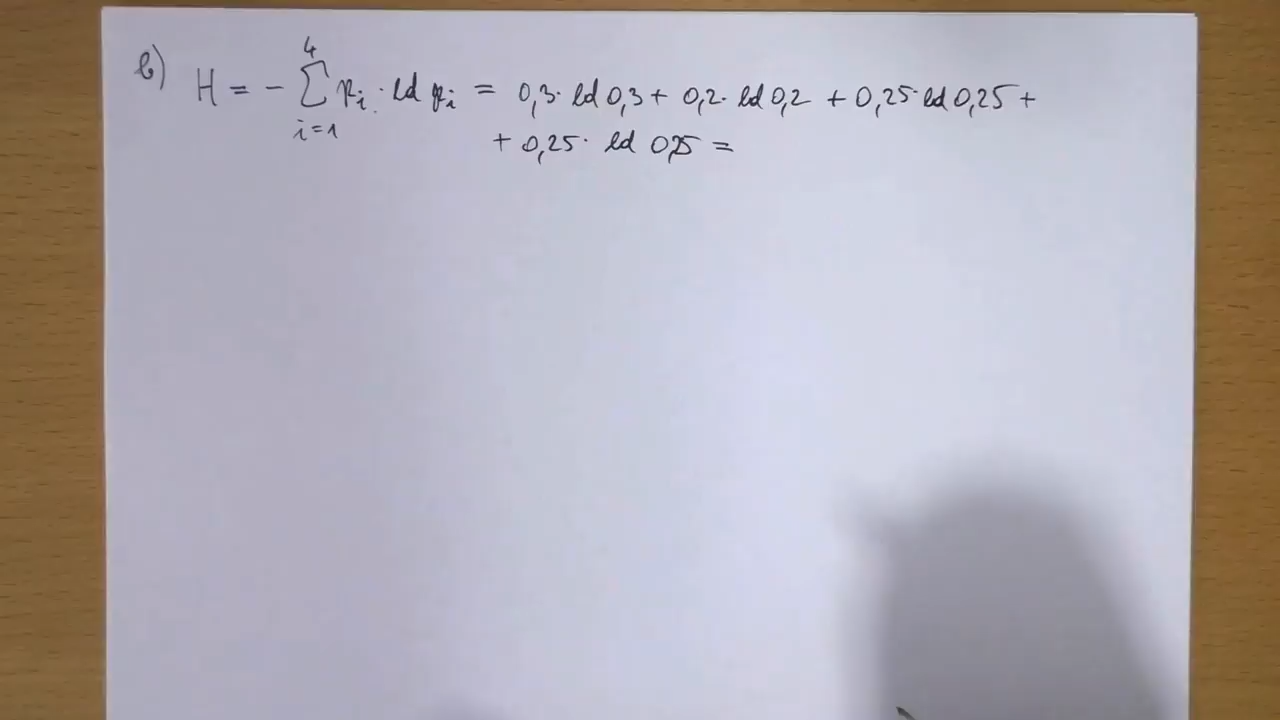 b) H = - \sum_{i=1}^{4} p_i · ld p_i = 0,3· ld 0,3 + 0,2· ld 0,2 + 0,25· ld 0,25 +
+ 0,25· ld 0,25 =